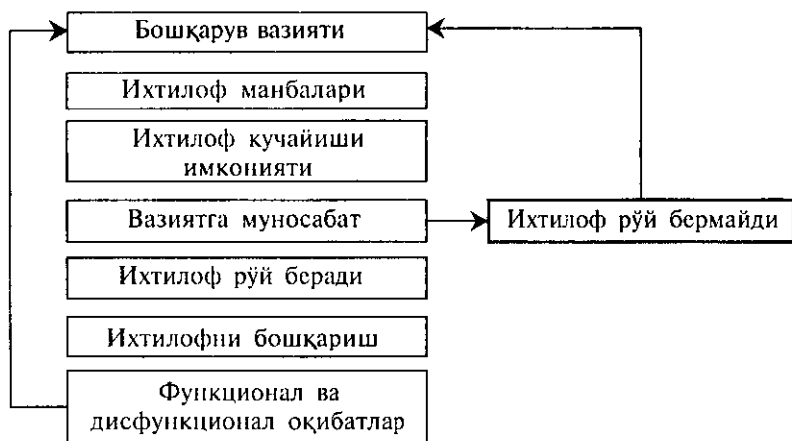 Бошқарув вазияти
Ихтилоф манбалари
Ихтилоф кучайиши
имконияти
Вазиятга муносабат
Ихтилоф рўй бермайди
Ихтилоф рўй беради
Ихтилофни бошқариш
Функционал ва
дисфункционал оқибатлар